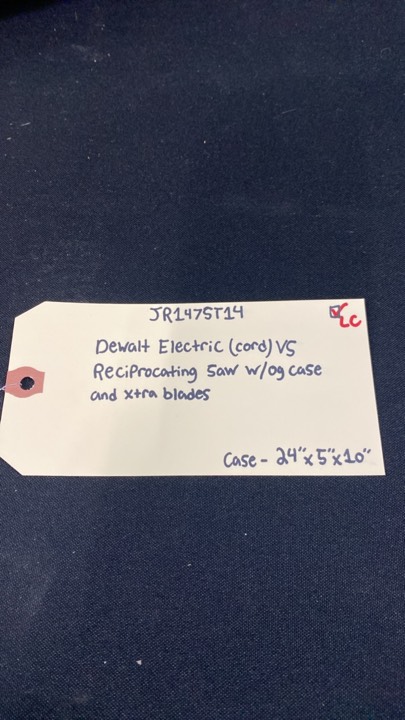 JR1475T14
LC
Dewalt Electric (cord) VS
Reciprocating Saw w/og case
and xtra blades
Case - 24"x5"x10"